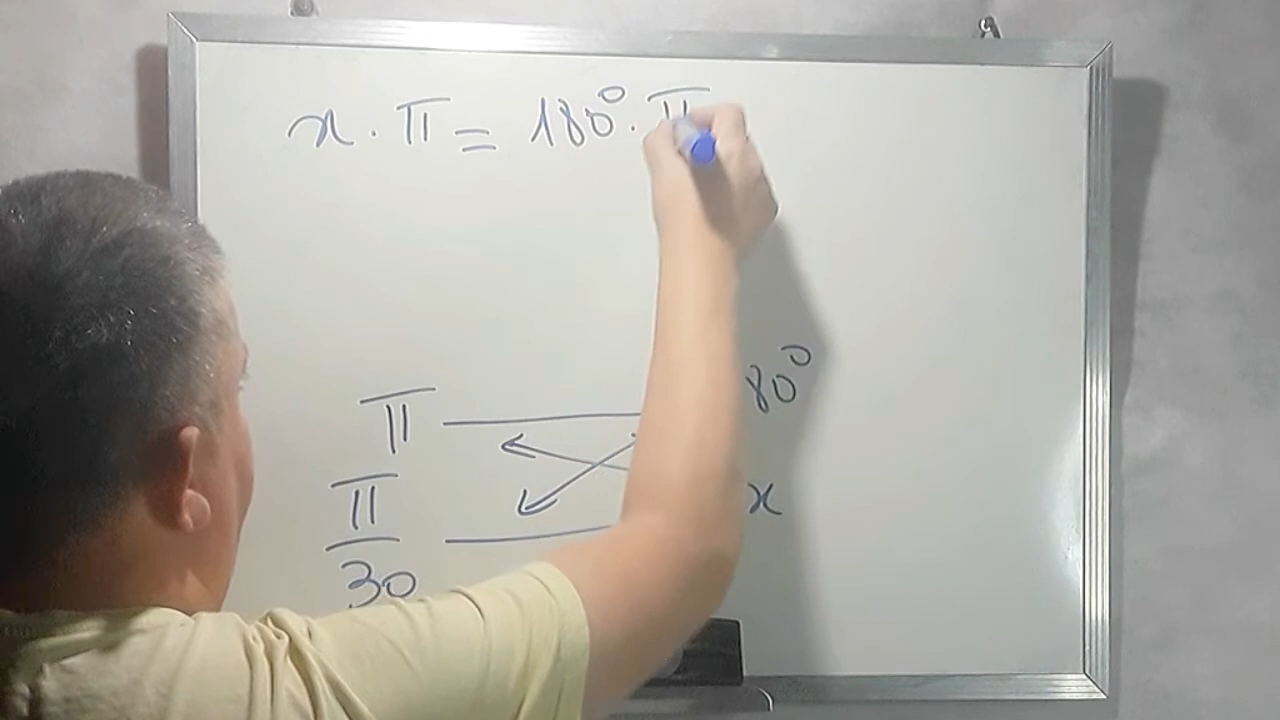 x . π = 180° . π
π 80°
π x
30